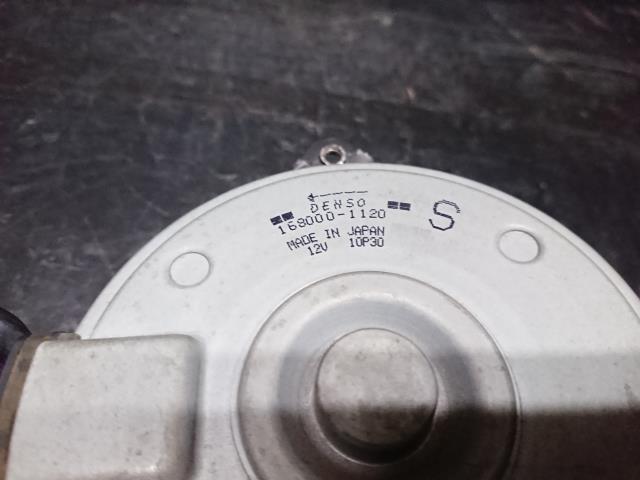 DENSO
168000-1120
S
MADE IN JAPAN
12V 10P30